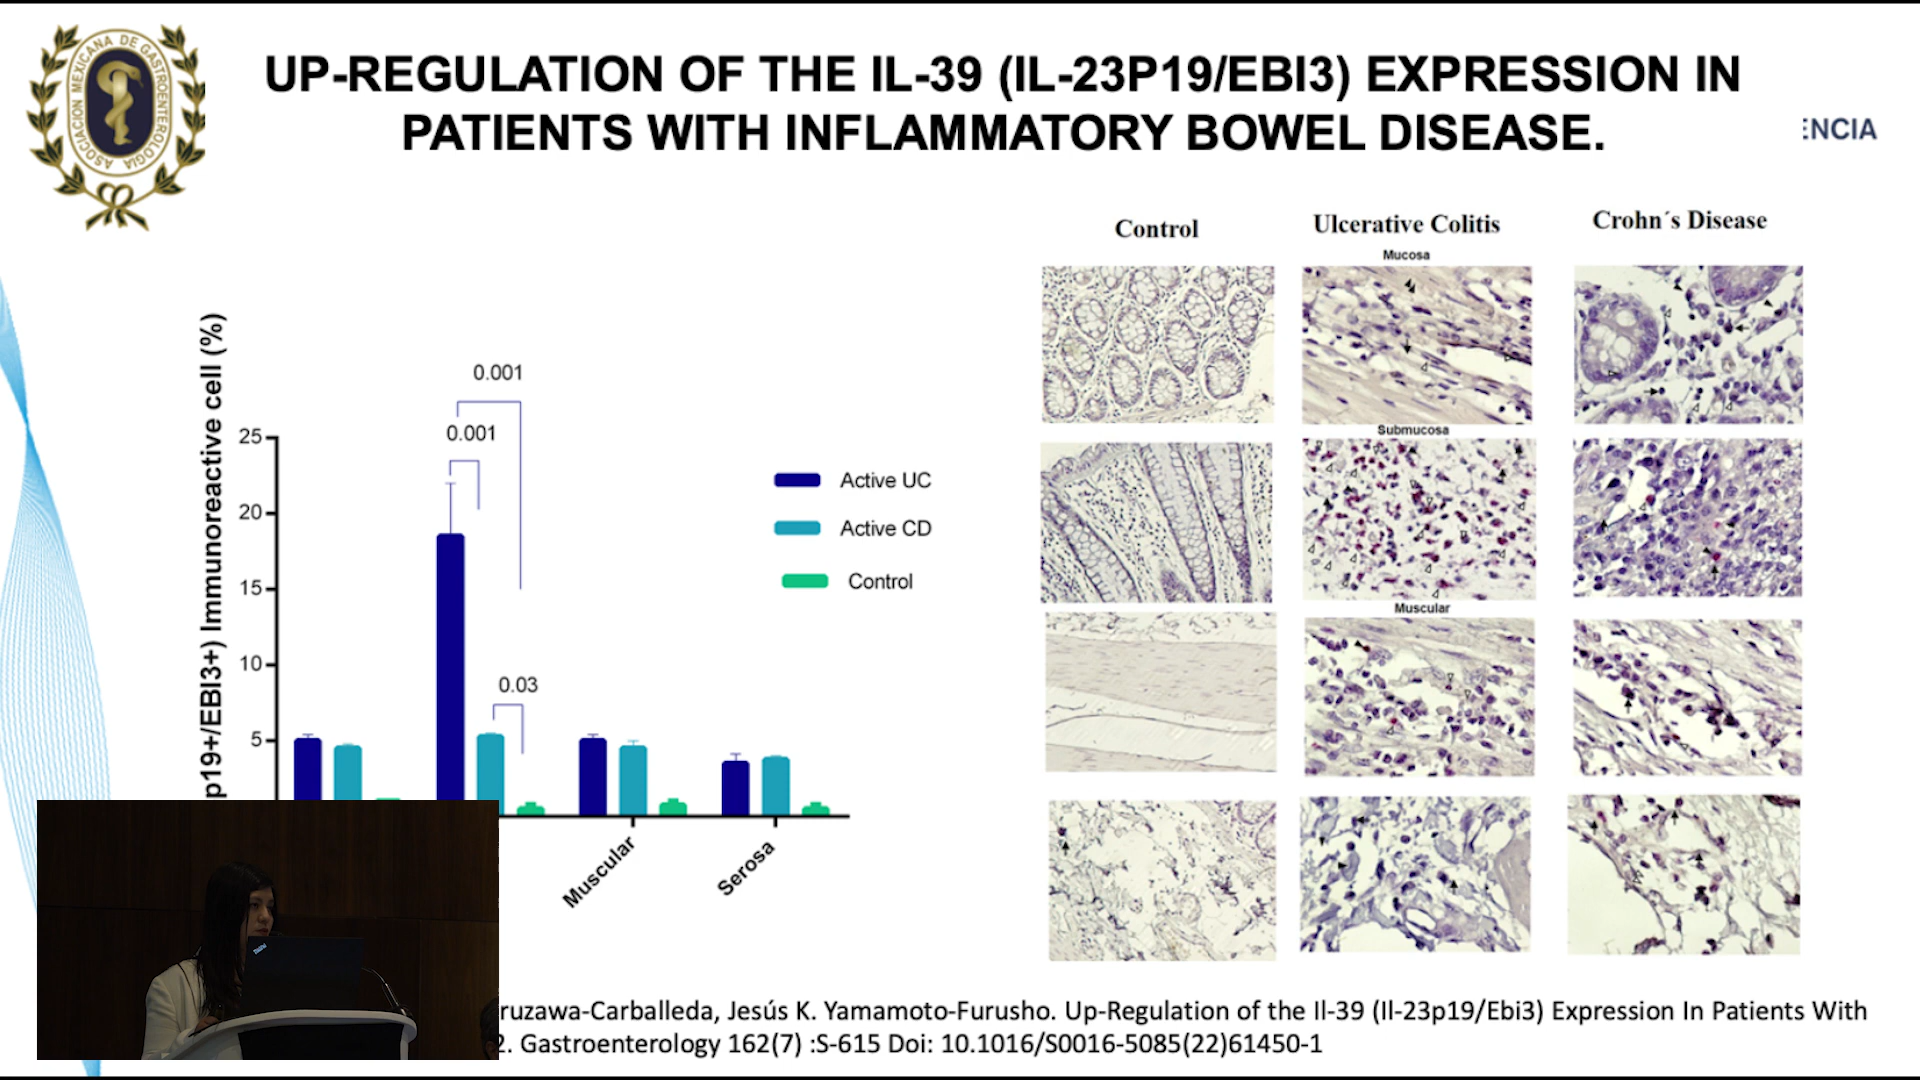 ASOCIACION MEXICANA DE GASTROENTEROLOGIA
UP-REGULATION OF THE IL-39 (IL-23P19/EBI3) EXPRESSION IN
PATIENTS WITH INFLAMMATORY BOWEL DISEASE.
ENCIA
p19+/EBI3+) Immunoreactive cell (%)
25
20
15
10
5
0.001
0.001
0.03
Active UC
Active CD
Control
Muscular
Serosa
Control
Ulcerative Colitis
Crohn´s Disease
Mucosa
Submucosa
Muscular
ruzawa-Carballeda, Jesús K. Yamamoto-Furusho. Up-Regulation of the Il-39 (Il-23p19/Ebi3) Expression In Patients With
2. Gastroenterology 162(7) :S-615 Doi: 10.1016/S0016-5085(22)61450-1